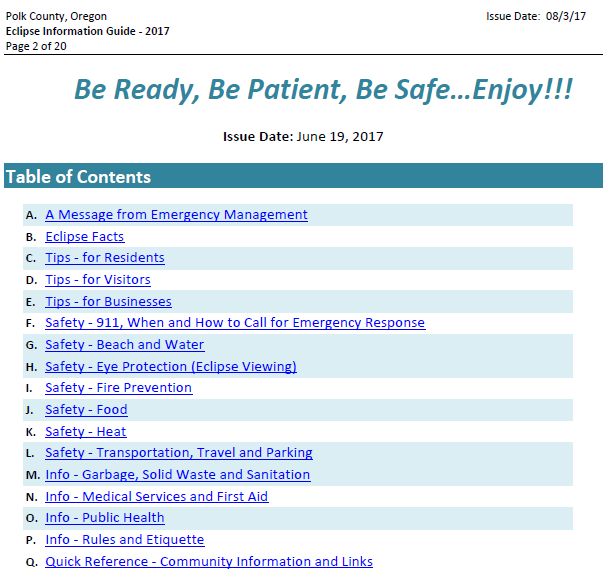 Polk County, Oregon Issue Date: 08/3/17
Eclipse Information Guide - 2017
Page 2 of 20
Be Ready, Be Patient, Be Safe...Enjoy!!!
Issue Date: June 19, 2017
Table of Contents
A. A Message from Emergency Management
B. Eclipse Facts
C. Tips - for Residents
D. Tips - for Visitors
E. Tips - for Businesses
F. Safety - 911, When and How to Call for Emergency Response
G. Safety - Beach and Water
H. Safety - Eye Protection (Eclipse Viewing)
I. Safety - Fire Prevention
J. Safety - Food
K. Safety - Heat
L. Safety - Transportation, Travel and Parking
M. Info - Garbage, Solid Waste and Sanitation
N. Info - Medical Services and First Aid
O. Info - Public Health
P. Info - Rules and Etiquette
Q. Quick Reference - Community Information and Links